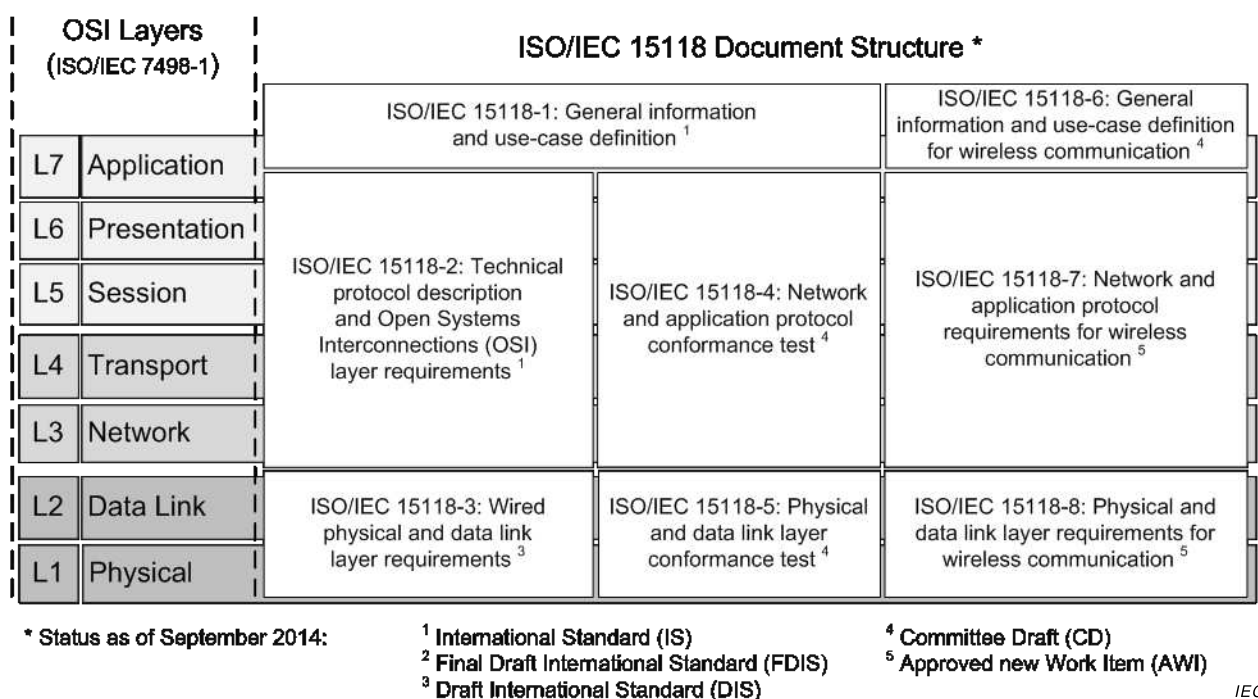 OSI Layers
(ISO/IEC 7498-1)
ISO/IEC 15118 Document Structure *
ISO/IEC 15118-1: General information
and use-case definition 1
ISO/IEC 15118-6: General
information and use-case definition
for wireless communication 4
L7 Application
L6 Presentation
L5 Session
L4 Transport
L3 Network
L2 Data Link
L1 Physical
ISO/IEC 15118-2: Technical
protocol description
and Open Systems
Interconnections (OSI)
layer requirements 1
ISO/IEC 15118-4: Network
and application protocol
conformance test 4
ISO/IEC 15118-7: Network and
application protocol
requirements for wireless
communication 5
ISO/IEC 15118-3: Wired
physical and data link
layer requirements 3
ISO/IEC 15118-5: Physical
and data link layer
conformance test 4
ISO/IEC 15118-8: Physical and
data link layer requirements for
wireless communication 5
* Status as of September 2014:
1 International Standard (IS)
2 Final Draft International Standard (FDIS)
3 Draft International Standard (DIS)
4 Committee Draft (CD)
5 Approved new Work Item (AWI)